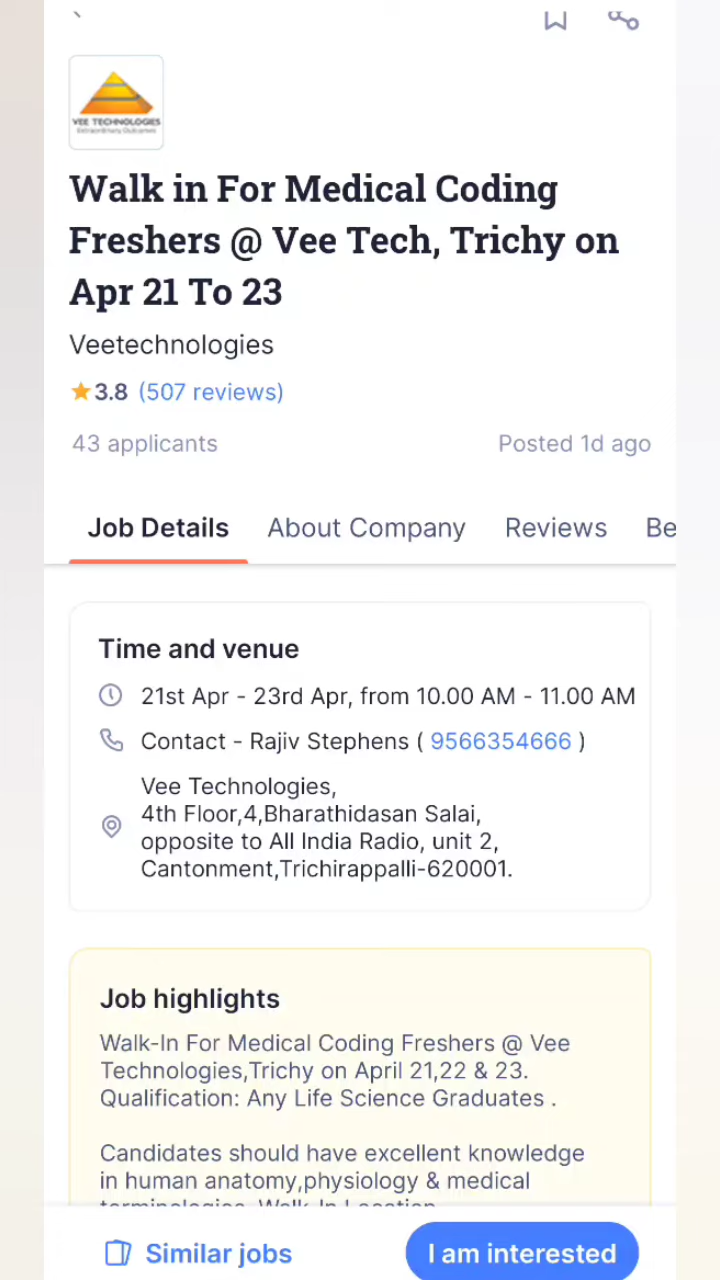 VEE TECHNOLOGIES
Extraordinary Outcomes
Walk in For Medical Coding
Freshers @ Vee Tech, Trichy on
Apr 21 To 23
Veetechnologies
3.8 (507 reviews)
43 applicants Posted 1d ago
Job Details About Company Reviews Be
Time and venue
21st Apr - 23rd Apr, from 10.00 AM - 11.00 AM
Contact - Rajiv Stephens ( 9566354666 )
Vee Technologies,
4th Floor,4,Bharathidasan Salai,
opposite to All India Radio, unit 2,
Cantonment,Trichirappalli-620001.
Job highlights
Walk-In For Medical Coding Freshers @ Vee
Technologies,Trichy on April 21,22 & 23.
Qualification: Any Life Science Graduates .
Candidates should have excellent knowledge
in human anatomy,physiology & medical
Similar jobs I am interested